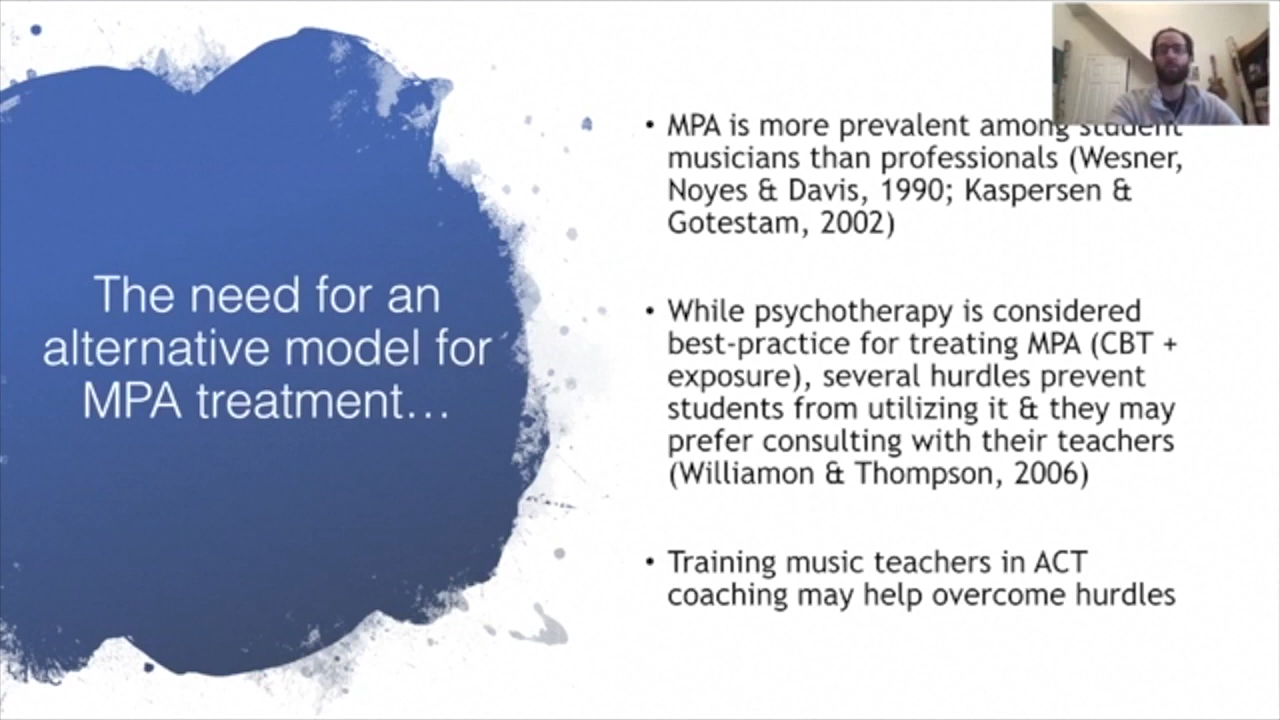 The need for an
alternative model for
MPA treatment…
• MPA is more prevalent among student
musicians than professionals (Wesner,
Noyes & Davis, 1990; Kaspersen &
Gotestam, 2002)
• While psychotherapy is considered
best-practice for treating MPA (CBT +
exposure), several hurdles prevent
students from utilizing it & they may
prefer consulting with their teachers
(Williamon & Thompson, 2006)
• Training music teachers in ACT
coaching may help overcome hurdles